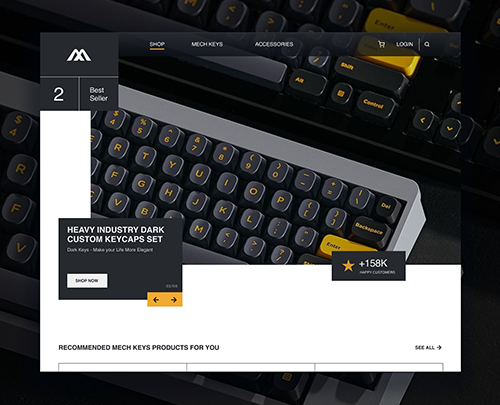 SHOP
MECH KEYS
ACCESSORIES
LOGIN
2
Best
Seller
HEAVY INDUSTRY DARK
CUSTOM KEYCAPS SET
Dark Keys - Make your Life More Elegant
SHOP NOW
Enter
Shift
Alt
Control
Del
Backspace
Enter
+158K
HAPPY CUSTOMERS
RECOMMENDED MECH KEYS PRODUCTS FOR YOU
SEE ALL